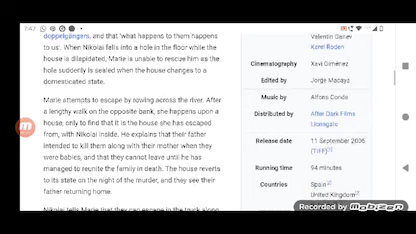 7:43
doppelgängers, and that 'what happens to them happens
to us'. When Nikolai falls into a hole in the floor while the
house is dilapidated, Marie is unable to rescue him as the
hole suddenly is sealed when the house changes to a
domesticated state.
Marie attempts to escape by rowing across the river. After
a lengthy walk on the opposite bank, she happens upon a
house, only to find that it is the house she has escaped
from, with Nikolai inside. He explains that their father
intended to kill them along with their mother when they
were babies, and that they cannot leave until he has
managed to reunite the family in death. The house reverts
to its state on the night of the murder, and they see their
father returning home.
Nikolai tells Marie that they can escape in the truck along
Valentin Ganev
Karel Roden
Cinematography Xavi Giménez
Edited by Jorge Macaya
Music by Alfons Conde
Distributed by After Dark Films
Lionsgate
Release date 11 September 2006
(TIFF)[1]
Running time 94 minutes
Countries Spain
United Kingdom
Recorded by Mobizen